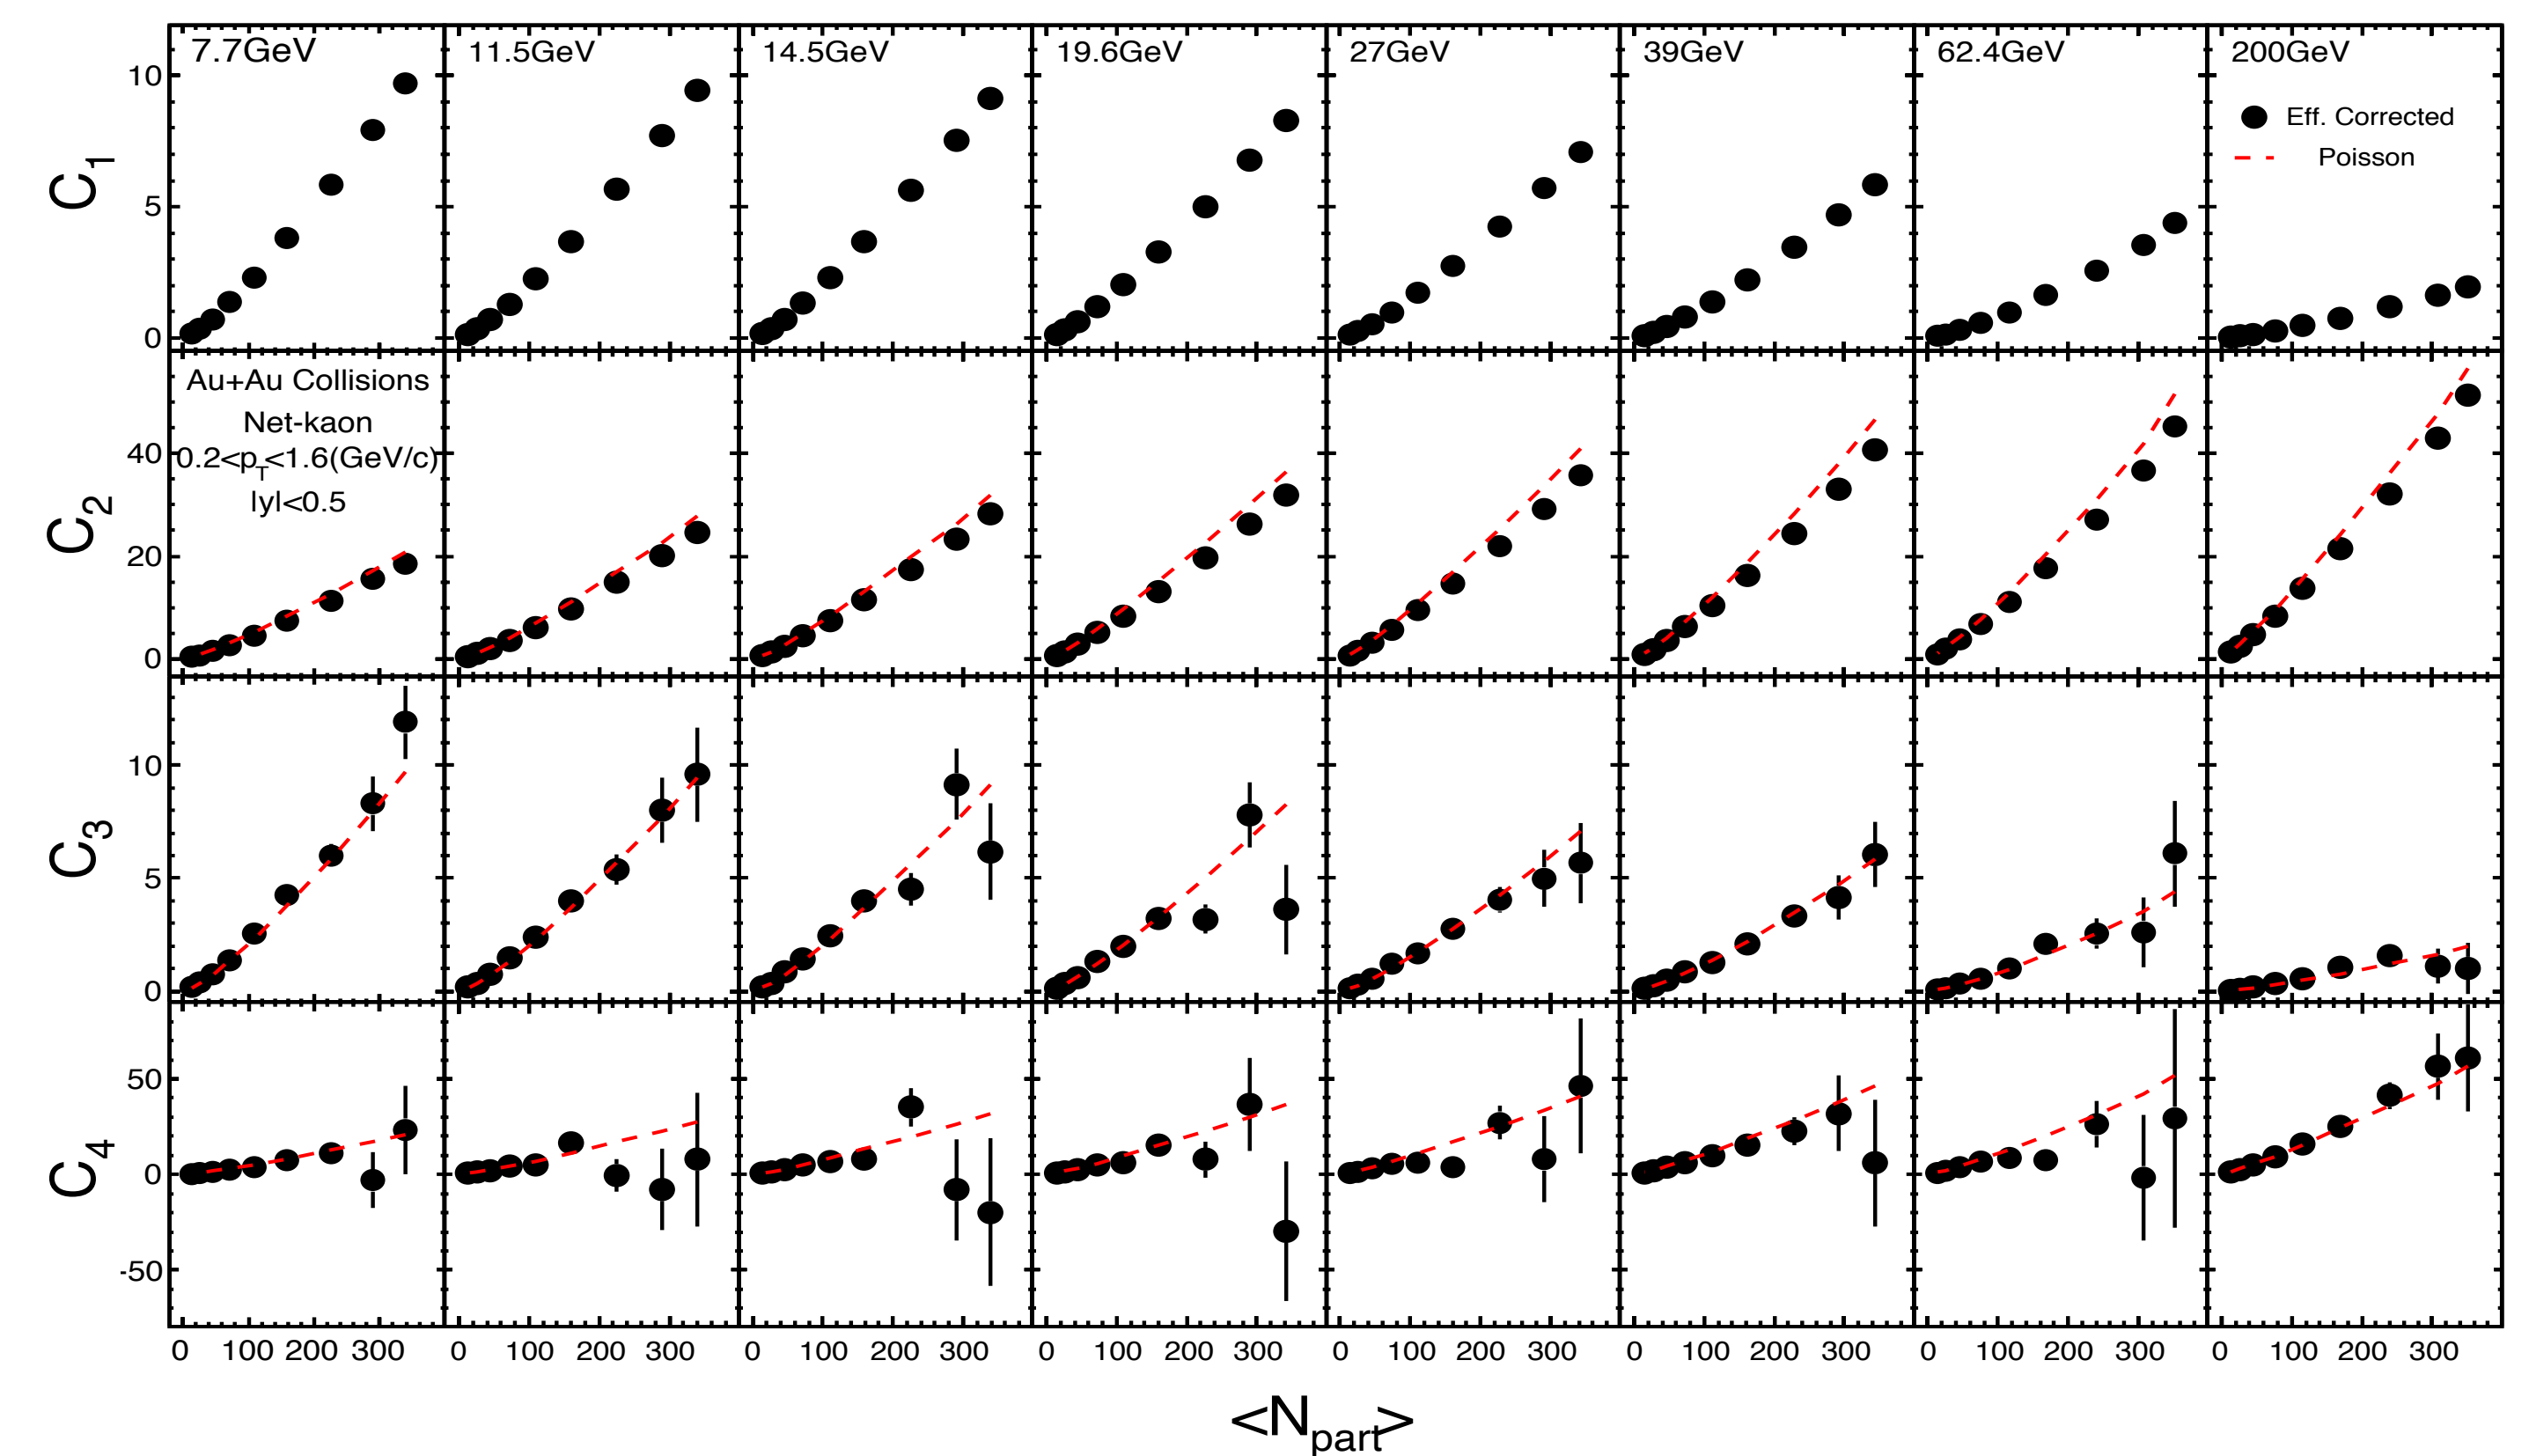 7.7GeV 11.5GeV 14.5GeV 19.6GeV 27GeV 39GeV 62.4GeV 200GeV
Eff. Corrected
Poisson
C1
10
5
0
Au+Au Collisions
Net-kaon
0.2<pT<1.6(GeV/c)
|y|<0.5
C2
40
20
0
C3
10
5
0
C4
50
0
-50
0 100 200 300 0 100 200 300 0 100 200 300 0 100 200 300 0 100 200 300 0 100 200 300 0 100 200 300 0 100 200 300
<Npart>